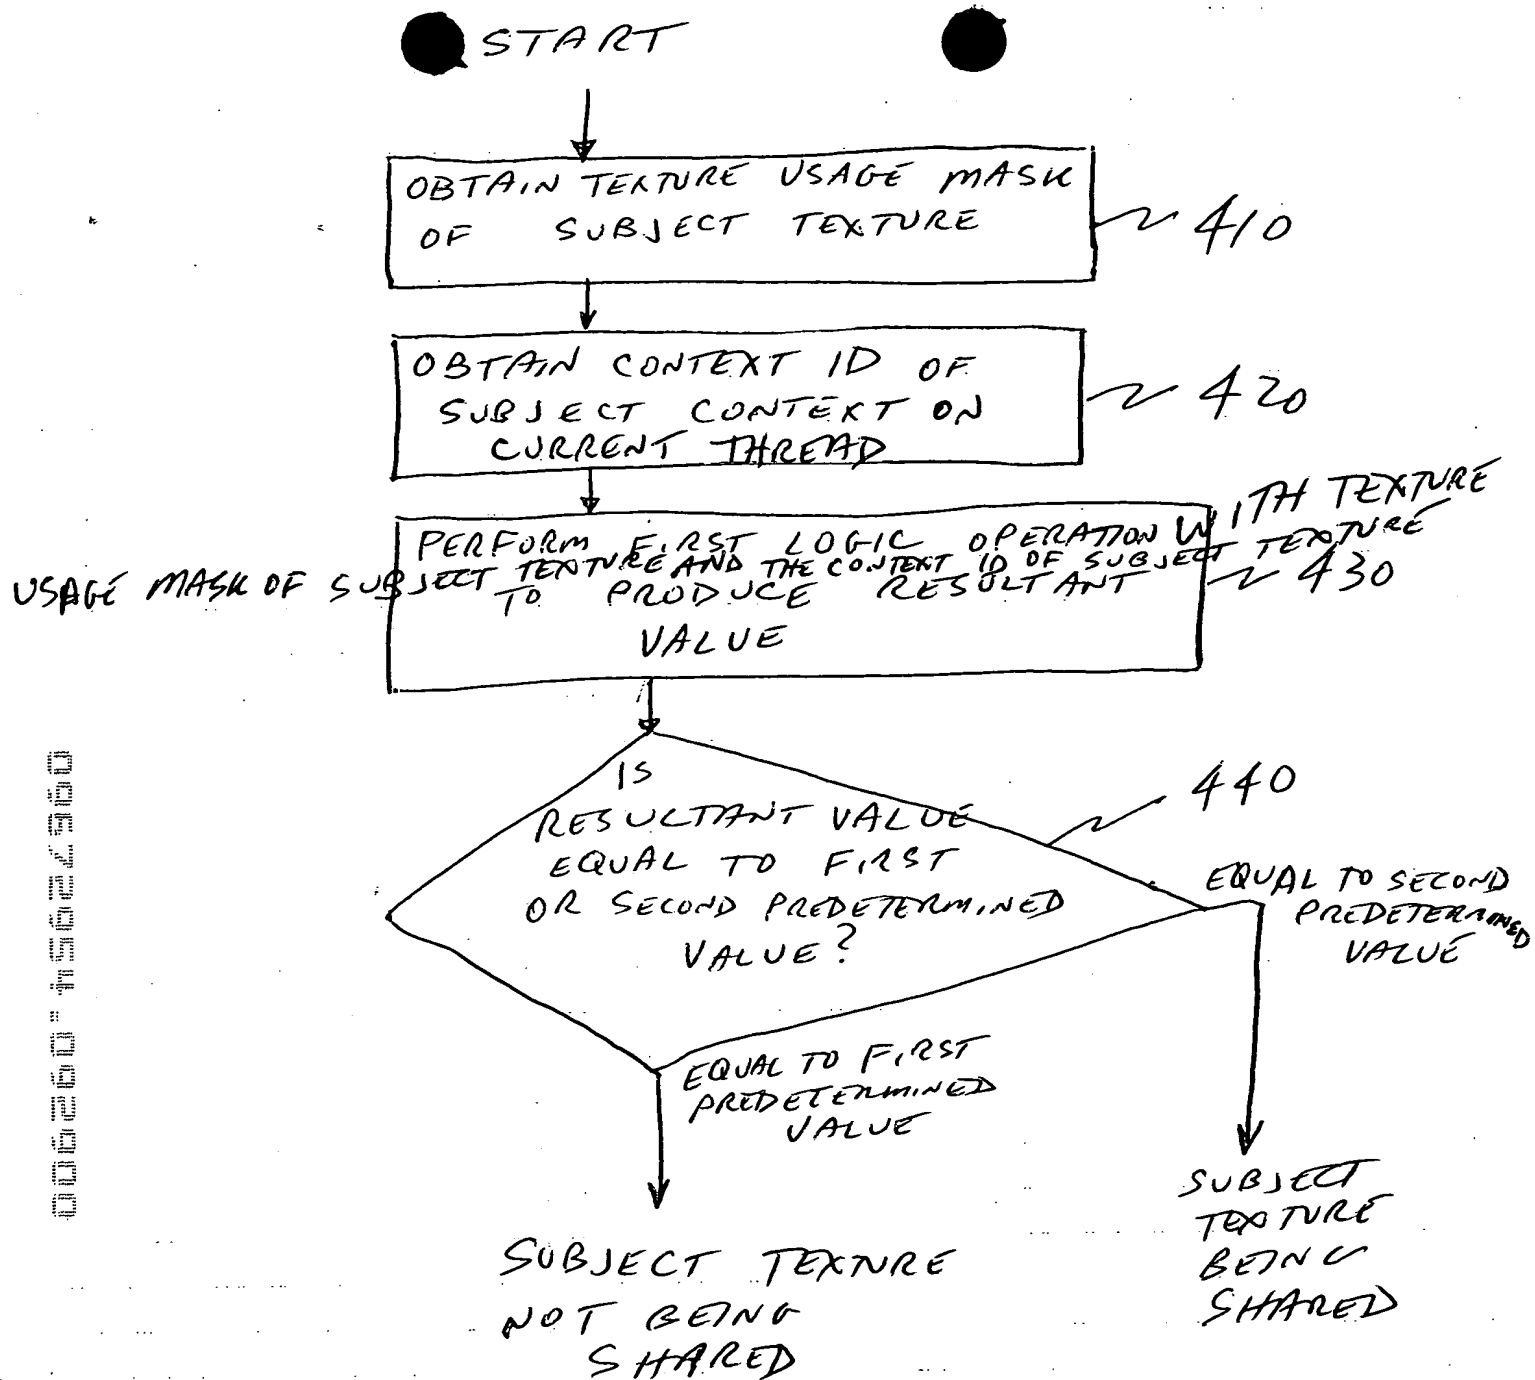 START
OBTAIN TEXTURE USAGE MASK
OF SUBJECT TEXTURE
410
OBTAIN CONTEXT ID OF
SUBJECT CONTEXT ON
CURRENT THREAD
420
PERFORM FIRST LOGIC OPERATION WITH TEXTURE
USAGE MASK OF SUBJECT TEXTURE AND THE CONTEXT ID OF SUBJECT TEXTURE
TO PRODUCE RESULTANT
VALUE
430
IS
RESULTANT VALUE
EQUAL TO FIRST
OR SECOND PREDETERMINED
VALUE?
440
EQUAL TO SECOND
PREDETERMINED
VALUE
EQUAL TO FIRST
PREDETERMINED
VALUE
SUBJECT
TEXTURE
BEING
SHARED
SUBJECT TEXTURE
NOT BEING
SHARED
09672954.092900